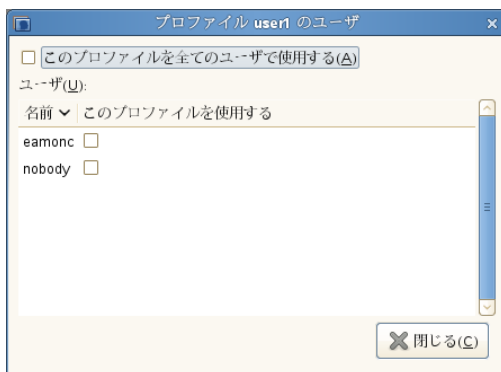 プロファイル user1 のユーザ
このプロファイルを全てのユーザで使用する(A)
ユーザ(U):
名前 このプロファイルを使用する
eamonc
nobody
閉じる(C)